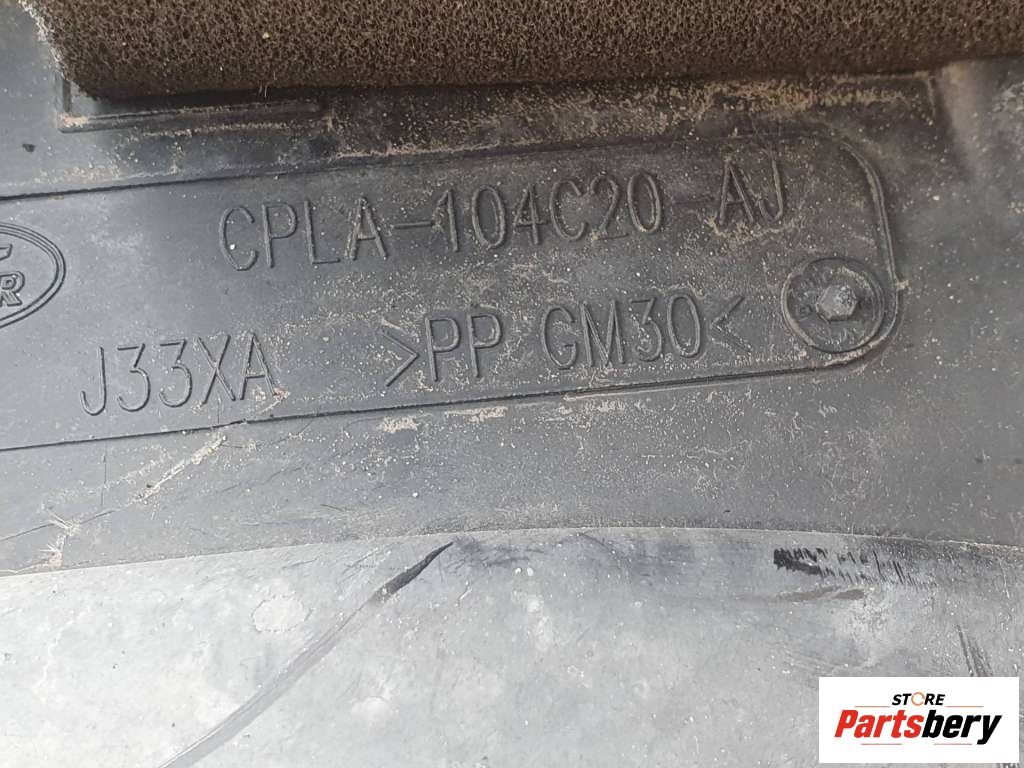 CPLA-104C20-AJ
J33XA >PP GM30<
STORE
Partsbery